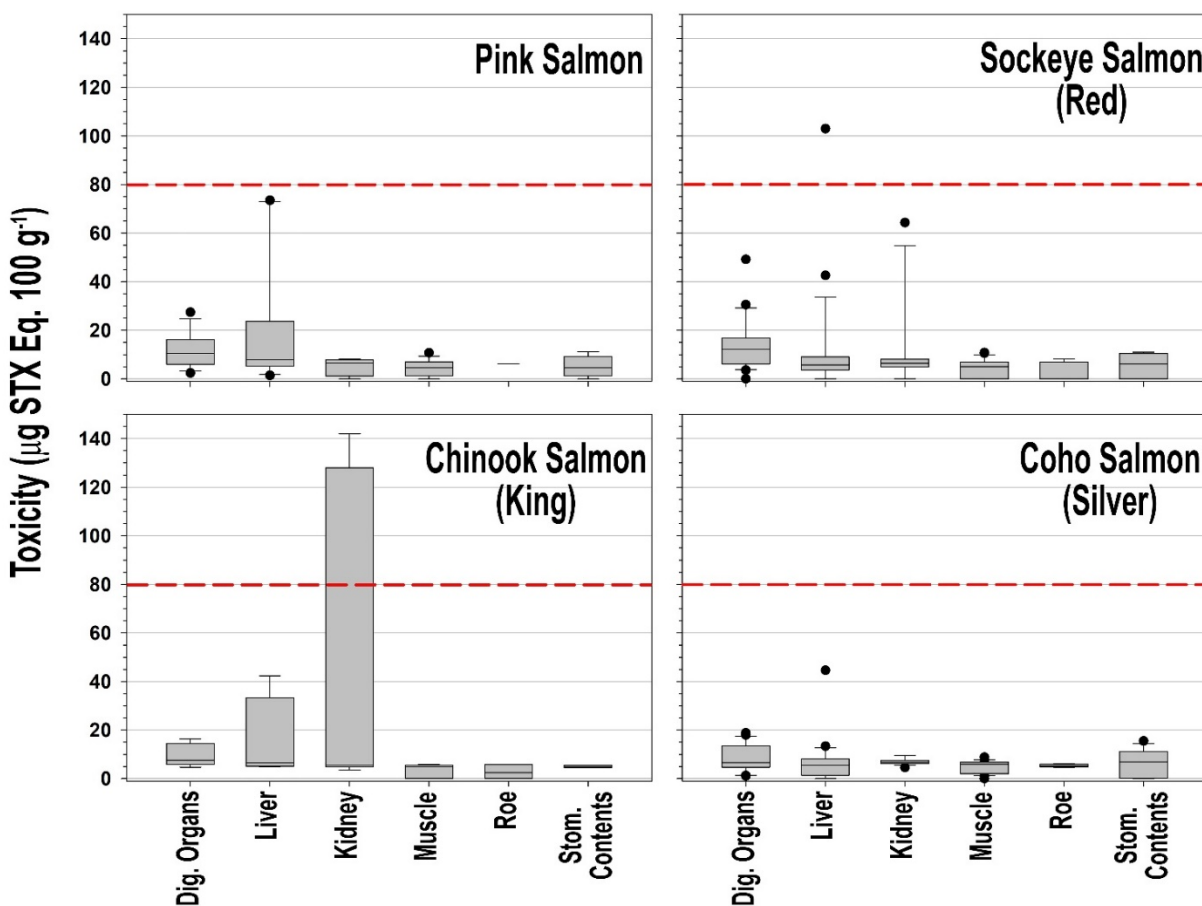 Toxicity (µg STX Eq. 100 g⁻¹)
140
120
100
80
60
40
20
0
Pink Salmon
Sockeye Salmon
(Red)
140
120
100
80
60
40
20
0
Chinook Salmon
(King)
Coho Salmon
(Silver)
Dig. Organs
Liver
Kidney
Muscle
Roe
Stom.
Contents
Dig. Organs
Liver
Kidney
Muscle
Roe
Stom.
Contents